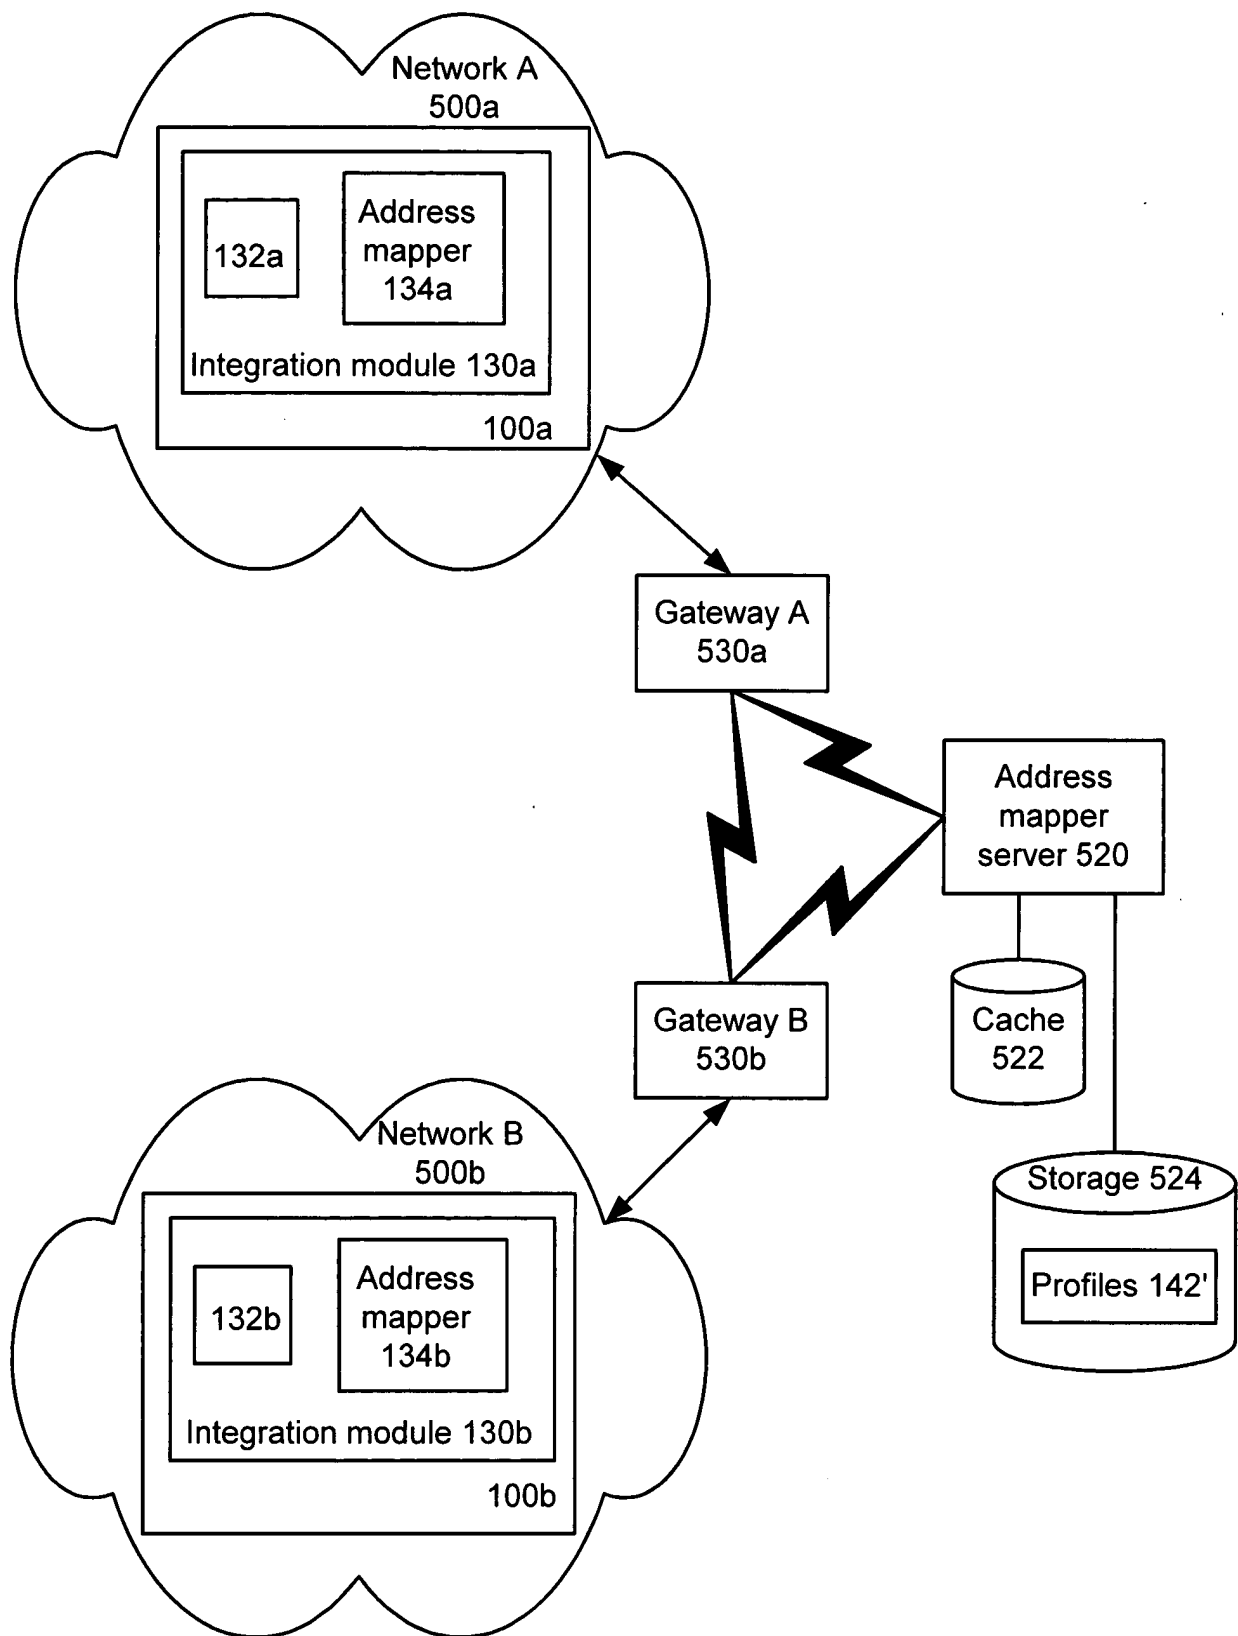 Network A
500a
132a
Address
mapper
134a
Integration module 130a
100a
Gateway A
530a
Address
mapper
server 520
Cache
522
Gateway B
530b
Storage 524
Profiles 142'
Network B
500b
132b
Address
mapper
134b
Integration module 130b
100b